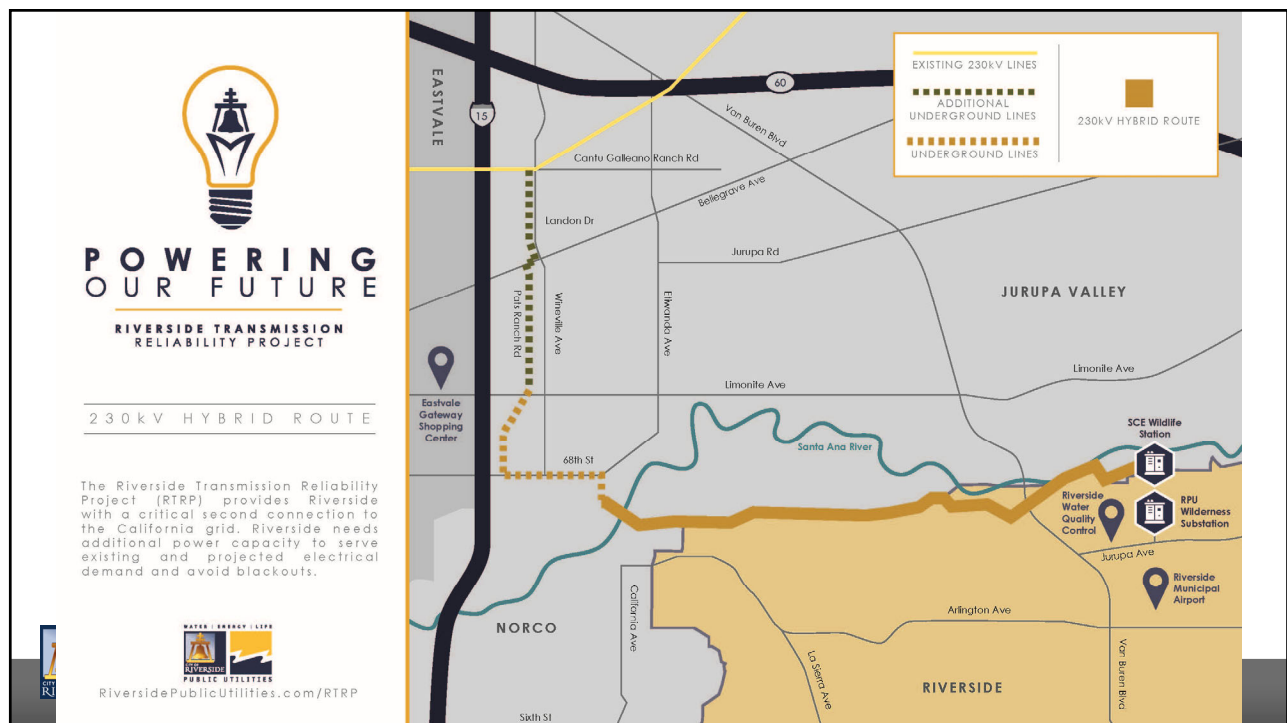 POWERING
OUR FUTURE
RIVERSIDE TRANSMISSION
RELIABILITY PROJECT
230kV HYBRID ROUTE
The Riverside Transmission Reliability
Project (RTRP) provides Riverside
with a critical second connection to
the California grid. Riverside needs
additional power capacity to serve
existing and projected electrical
demand and avoid blackouts.
WATER | ENERGY | LIFE
CITY OF
RIVERSIDE
PUBLIC UTILITIES
RiversidePublicUtilities.com/RTRP
CITY
RI
EXISTING 230kV LINES
ADDITIONAL
UNDERGROUND LINES
UNDERGROUND LINES
230kV HYBRID ROUTE
EASTVALE
15
60
Van Buren Blvd
Cantu Galleano Ranch Rd
Bellegrave Ave
Landon Dr
Jurupa Rd
Pats Ranch Rd
Wineville Ave
Etiwanda Ave
JURUPA VALLEY
Limonite Ave
Limonite Ave
Eastvale
Gateway
Shopping
Center
68th St
Santa Ana River
SCE Wildlife
Station
Riverside
Water
Quality
Control
RPU
Wilderness
Substation
Jurupa Ave
Riverside
Municipal
Airport
NORCO
California Ave
Arlington Ave
La Sierra Ave
Van Buren Blvd
RIVERSIDE
Sixth St